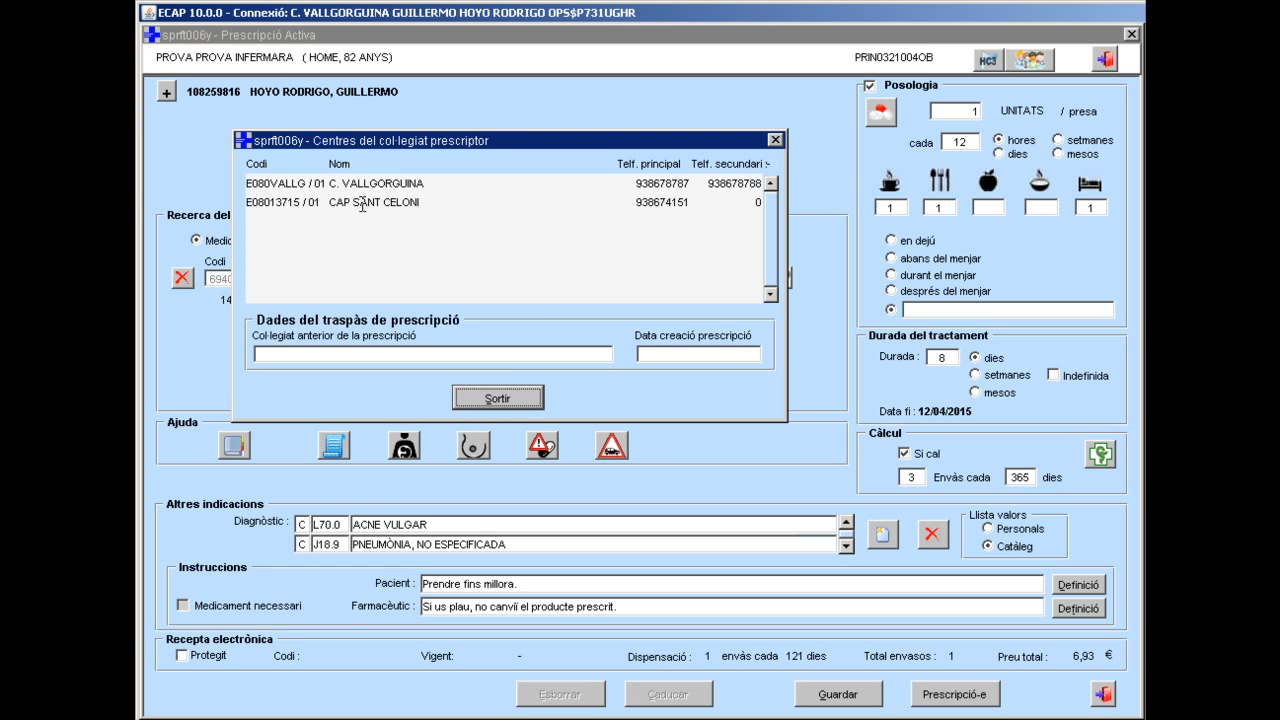 ECAP 10.0.0 - Connexió: C. VALLGORGUINA GUILLERMO HOYO RODRIGO OPS$P731UGHR
sprft006y - Prescripció Activa
PROVA PROVA INFERMARA ( HOME, 82 ANYS) PRIN0321004OB HC3
+ 108259816 HOYO RODRIGO, GUILLERMO
Posologia
1 UNITATS / presa
cada 12 hores setmanes
dies mesos
1 1 1
en dejú
abans del menjar
durant el menjar
després del menjar
sprft006y - Centres del col·legiat prescriptor
Codi Nom Telf. principal Telf. secundari
E080VALLG / 01 C. VALLGORGUINA 938678787 938678788
E08013715 / 01 CAP SANT CELONI 938674151 0
Dades del traspàs de prescripció
Col·legiat anterior de la prescripció Data creació prescripció
Sortir
Recerca del
Medic
Codi
6940
14
Durada del tractament
Durada : 8 dies
setmanes Indefinida
mesos
Data fi : 12/04/2015
Ajuda
Càlcul
Si cal
3 Envàs cada 365 dies
Altres indicacions
Diagnòstic : C L70.0 ACNE VULGAR
C J18.9 PNEUMÒNIA, NO ESPECIFICADA
Llista valors
Personals
Catàleg
Instruccions
Pacient : Prendre fins millora. Definició
Medicament necessari Farmacèutic : Si us plau, no canviï el producte prescrit. Definició
Recepta electrònica
Protegit Codi : Vigent: - Dispensació : 1 envàs cada 121 dies Total envasos : 1 Preu total : 6,93 €
Esborrar Caducar Guardar Prescripció-e